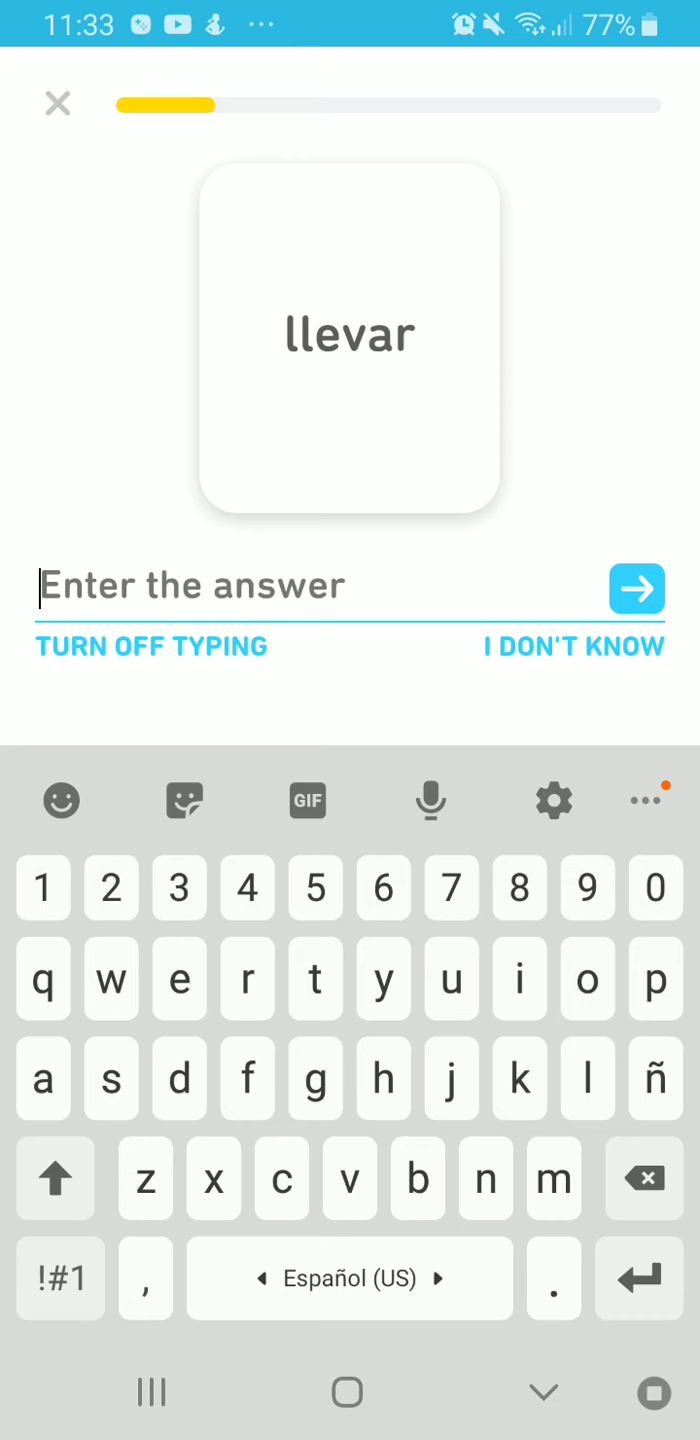 11:33 ... 77%
llevar
Enter the answer
TURN OFF TYPING I DON'T KNOW
GIF ...
1 2 3 4 5 6 7 8 9 0
q w e r t y u i o p
a s d f g h j k l ñ
z x c v b n m
!#1 , Español (US) .